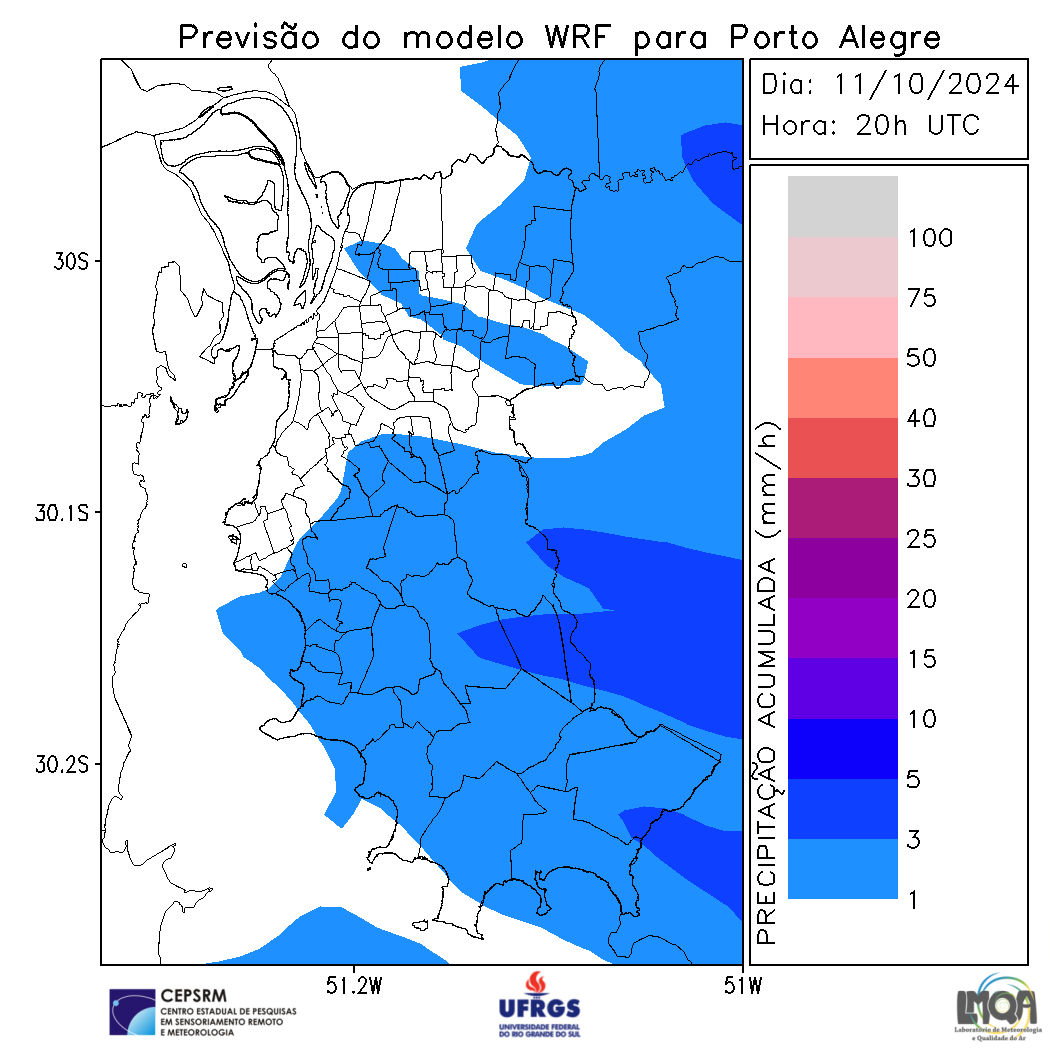 Previsão do modelo WRF para Porto Alegre
Dia: 11/10/2024
Hora: 20h UTC
30S
30.1S
30.2S
51.2W
51W
PRECIPITAÇÃO ACUMULADA (mm/h)
100
75
50
40
30
25
20
15
10
5
3
1
CEPSRM
CENTRO ESTADUAL DE PESQUISAS
EM SENSORIAMENTO REMOTO
E METEOROLOGIA
UFRGS
UNIVERSIDADE FEDERAL
DO RIO GRANDE DO SUL
LMQA
Laboratório de Meteorologia
e Qualidade do Ar